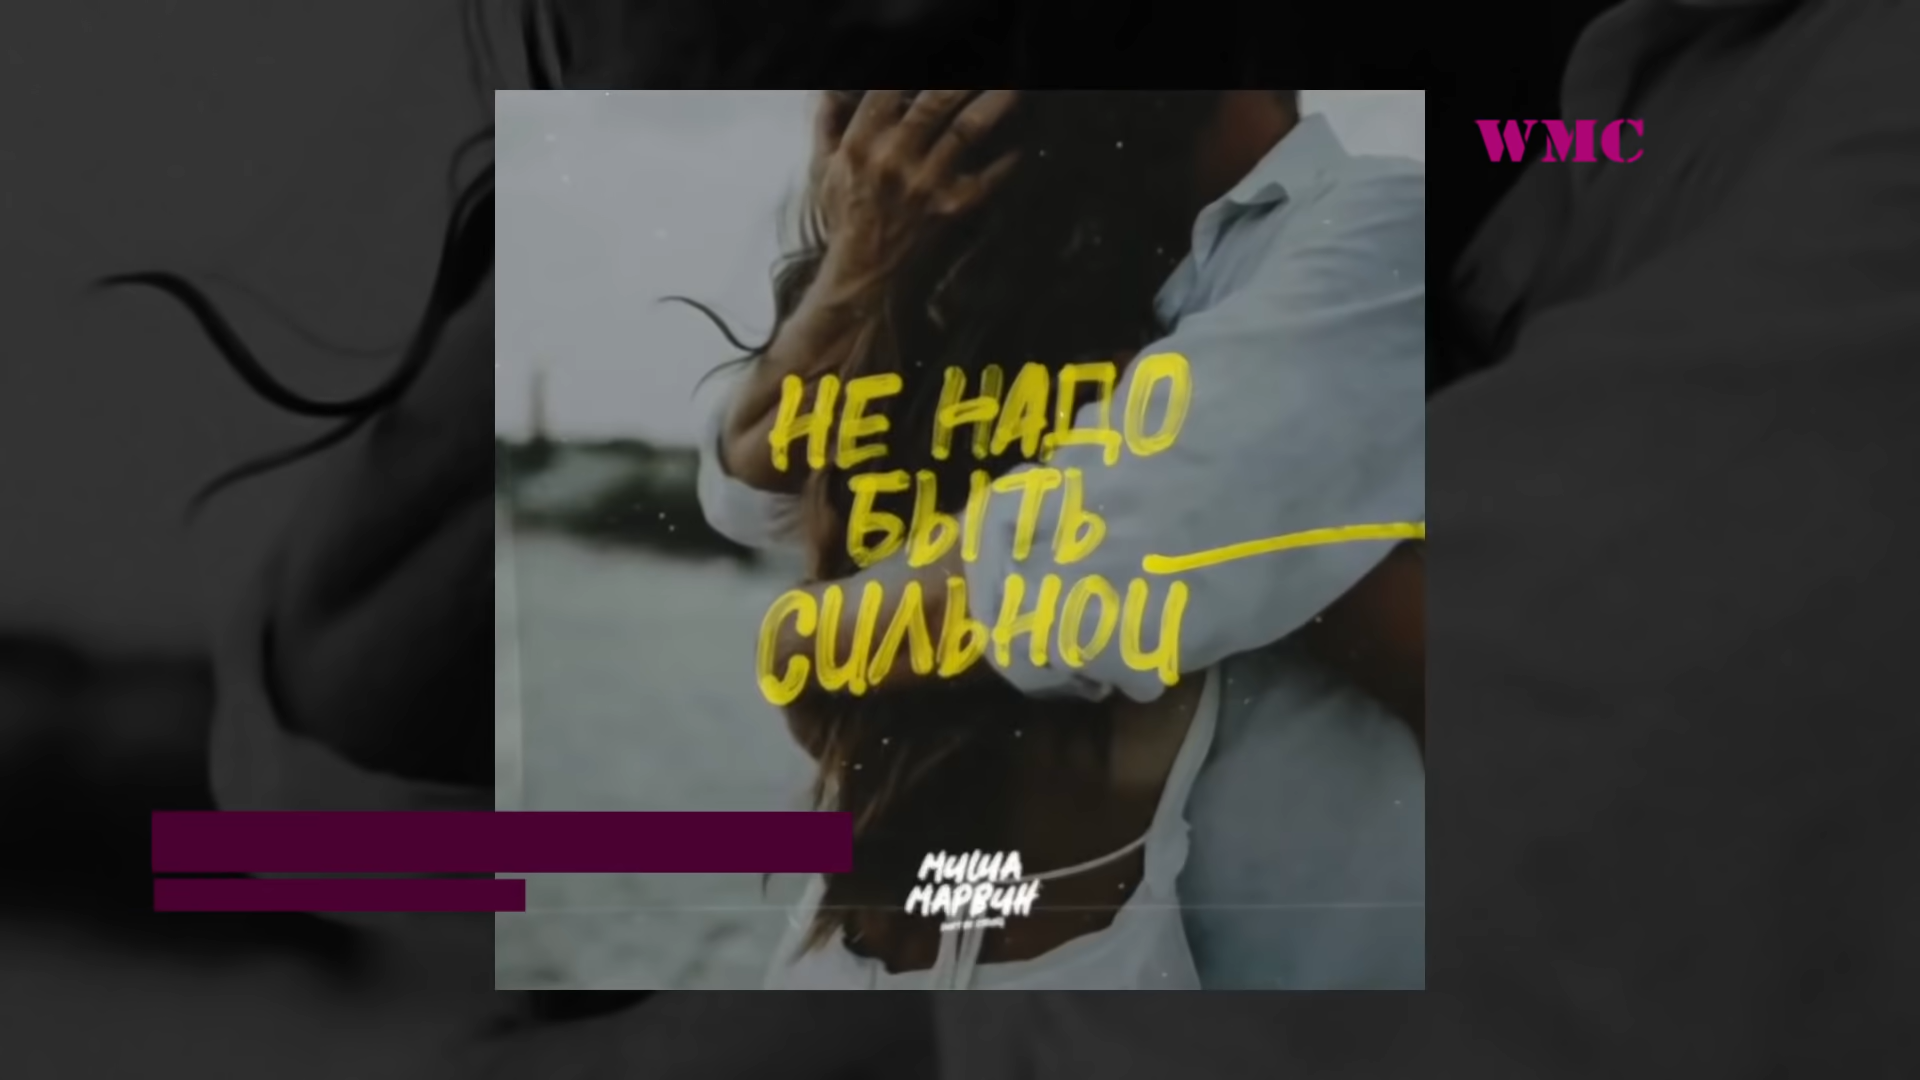 WMC
НЕ НАДО
БЫТЬ
СИЛЬНОЙ
МИША
МАРВИН